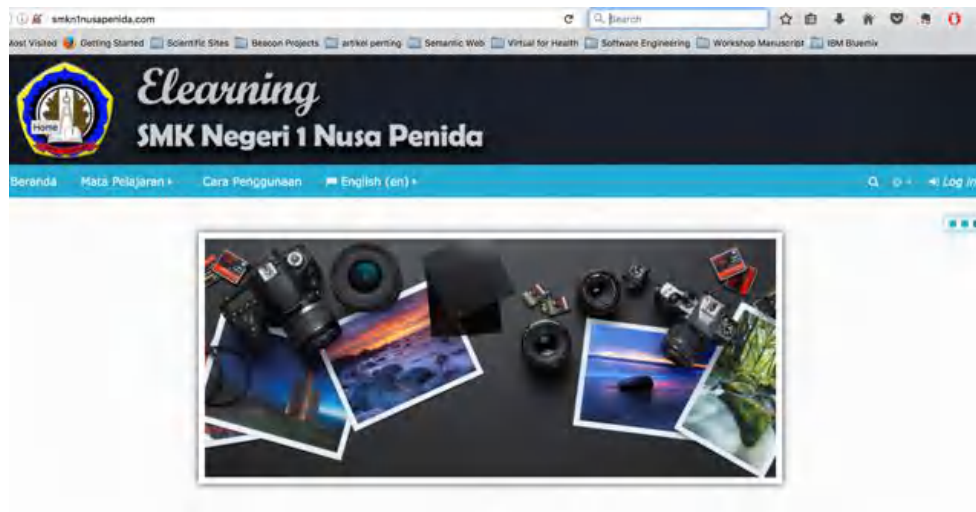 smkn1nusapenida.com
Search
Most Visited Getting Started Scientific Sites Beacon Projects artikel penting Semantic Web Virtual for Health Software Engineering Workshop Manuscript IBM Bluemix
Elearning
Home
SMK Negeri 1 Nusa Penida
Beranda Mata Pelajaran Cara Penggunaan English (en) Log in